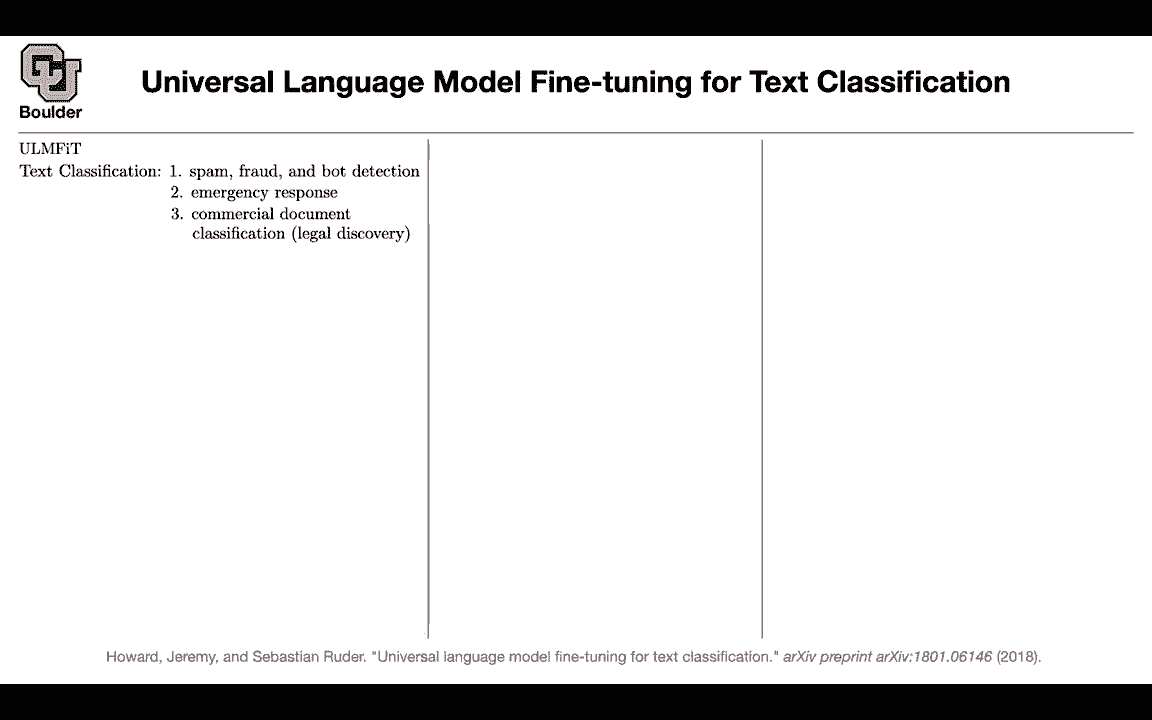 Boulder
Universal Language Model Fine-tuning for Text Classification
ULMFiT
Text Classification: 1. spam, fraud, and bot detection
2. emergency response
3. commercial document
classification (legal discovery)
Howard, Jeremy, and Sebastian Ruder. "Universal language model fine-tuning for text classification." arXiv preprint arXiv:1801.06146 (2018).